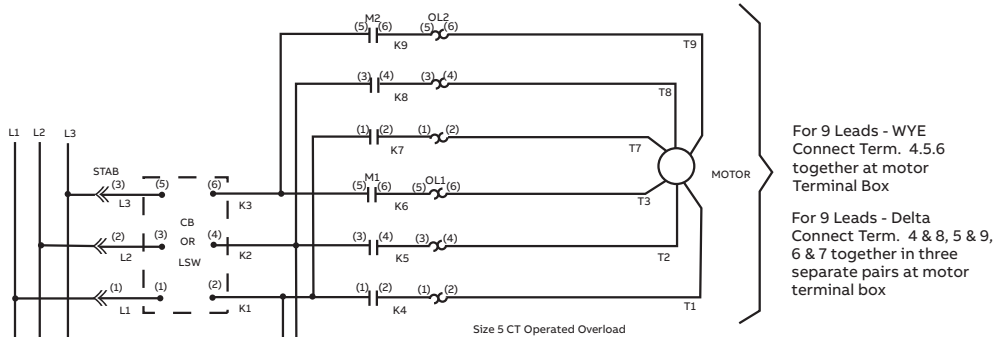 M2
OL2
(5) (6)
(5) (6)
K9
T9
(3) (4)
(3) (4)
K8
T8
L1 L2 L3
(1) (2)
(1) (2)
K7
T7
For 9 Leads - WYE
Connect Term. 4.5.6
together at motor
Terminal Box
MOTOR
STAB
(3)
(5)
(6)
L3
K3
M1
OL1
(5) (6)
(5) (6)
K6
T3
CB
OR
LSW
(2)
(3)
(4)
L2
K2
(3) (4)
(3) (4)
K5
T2
For 9 Leads - Delta
Connect Term. 4 & 8, 5 & 9,
6 & 7 together in three
separate pairs at motor
terminal box
(1)
(1)
(2)
L1
K1
(1) (2)
(1) (2)
K4
T1
Size 5 CT Operated Overload